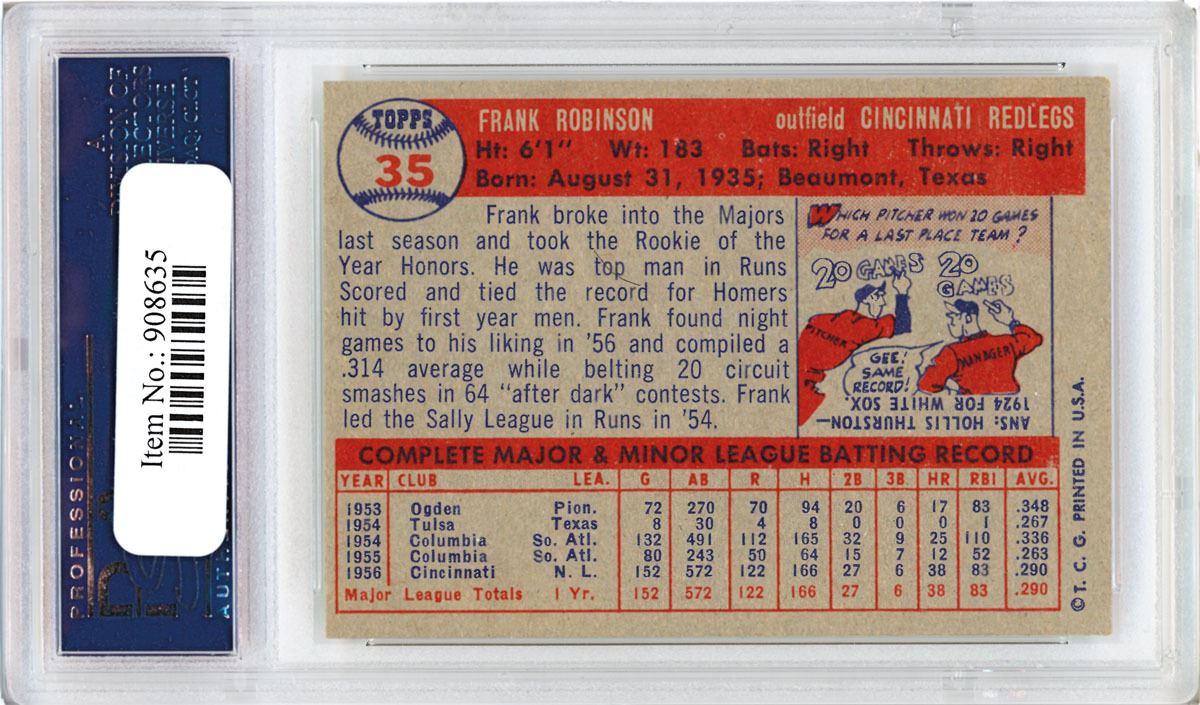 TOPPS
35
FRANK ROBINSON outfield CINCINNATI REDLEGS
Ht: 6'1" Wt: 183 Bats: Right Throws: Right
Born: August 31, 1935; Beaumont, Texas
Frank broke into the Majors
last season and took the Rookie of the
Year Honors. He was top man in Runs
Scored and tied the record for Homers
hit by first year men. Frank found night
games to his liking in '56 and compiled a
.314 average while belting 20 circuit
smashes in 64 "after dark" contests. Frank
led the Sally League in Runs in '54.
WHICH PITCHER WON 20 GAMES
FOR A LAST PLACE TEAM?
20 GAMES
20 GAMES
PITCHER
MANAGER
GEE!
SAME
RECORD!
ANS: HOLLIS THURSTON—
1924 FOR WHITE SOX.
COMPLETE MAJOR & MINOR LEAGUE BATTING RECORD
YEAR CLUB LEA. G AB R H 2B 3B HR RBI AVG.
1953 Ogden Pion. 72 270 70 94 20 6 17 83 .348
1954 Tulsa Texas 8 30 4 8 0 0 0 1 .267
1954 Columbia So. Atl. 132 491 112 165 32 9 25 110 .336
1955 Columbia So. Atl. 80 243 50 64 15 7 12 52 .263
1956 Cincinnati N. L. 152 572 122 166 27 6 38 83 .290
Major League Totals 1 Yr. 152 572 122 166 27 6 38 83 .290
© T. C. G. PRINTED IN U.S.A.
Item No.: 908635
PROFESSIONAL
A
DIVISION OF